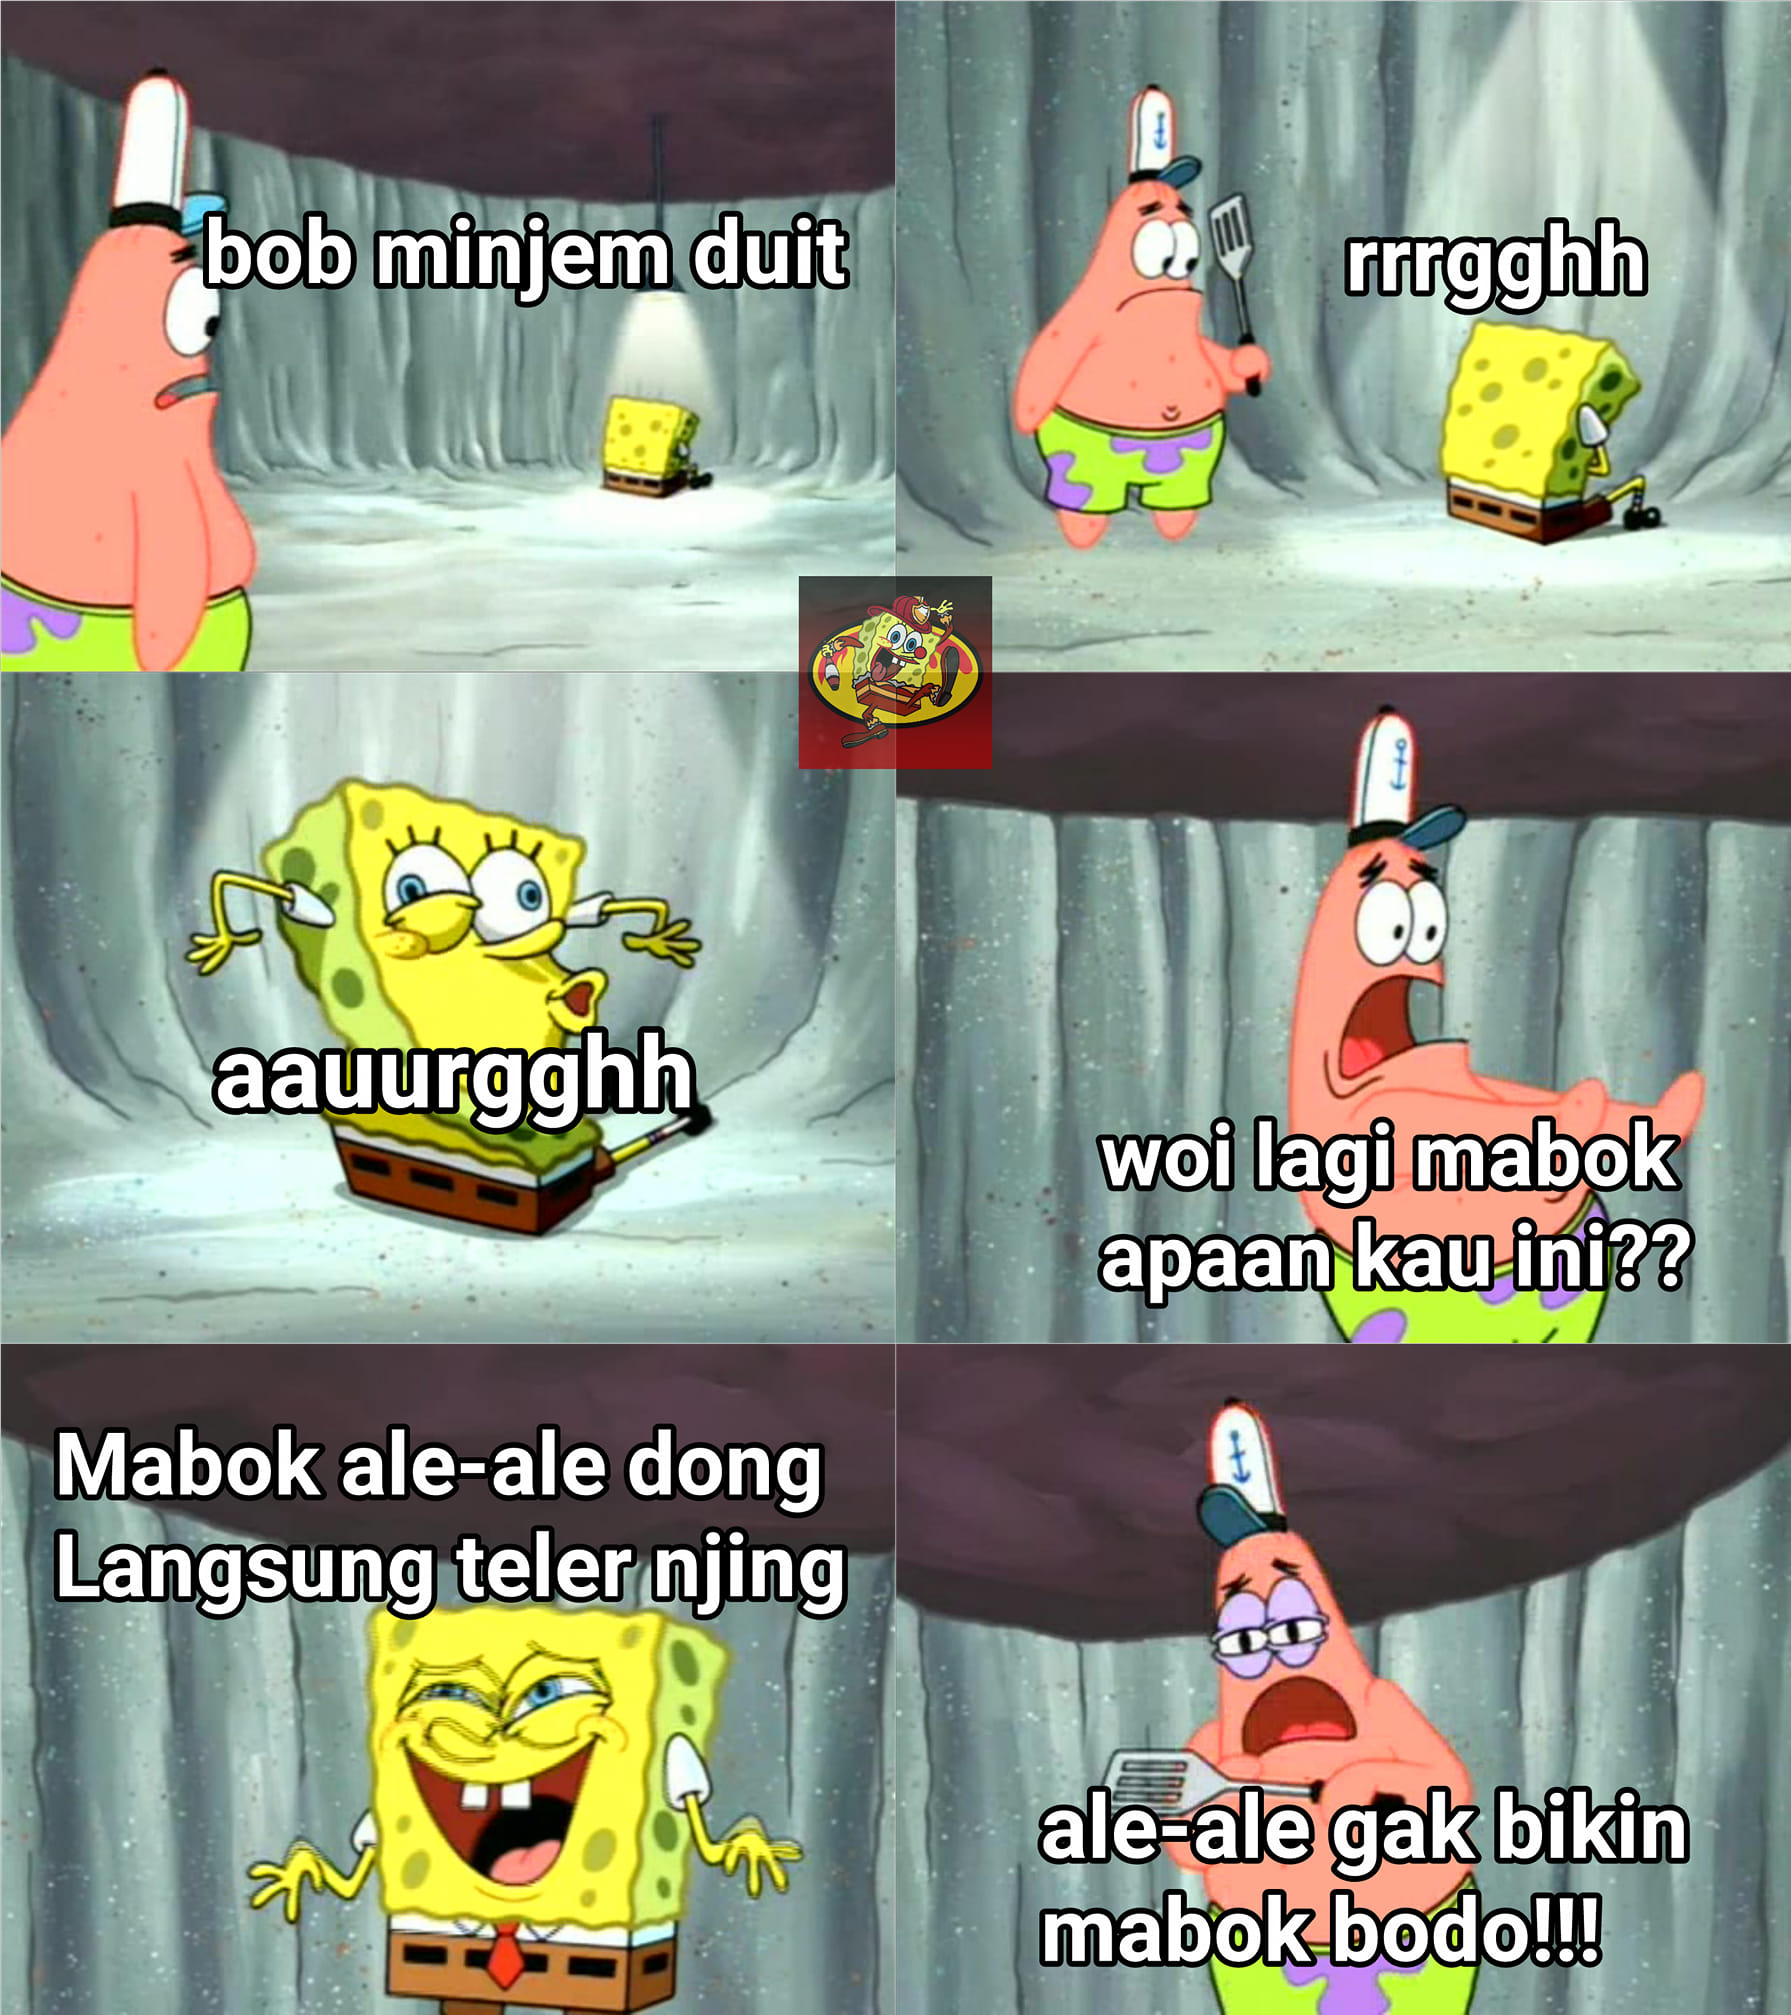 bob minjem duit
rrrgghh
aauurgghh
woi lagi mabok
apaan kau ini??
Mabok ale-ale dong
Langsung teler njing
ale-ale gak bikin
mabok bodo!!!